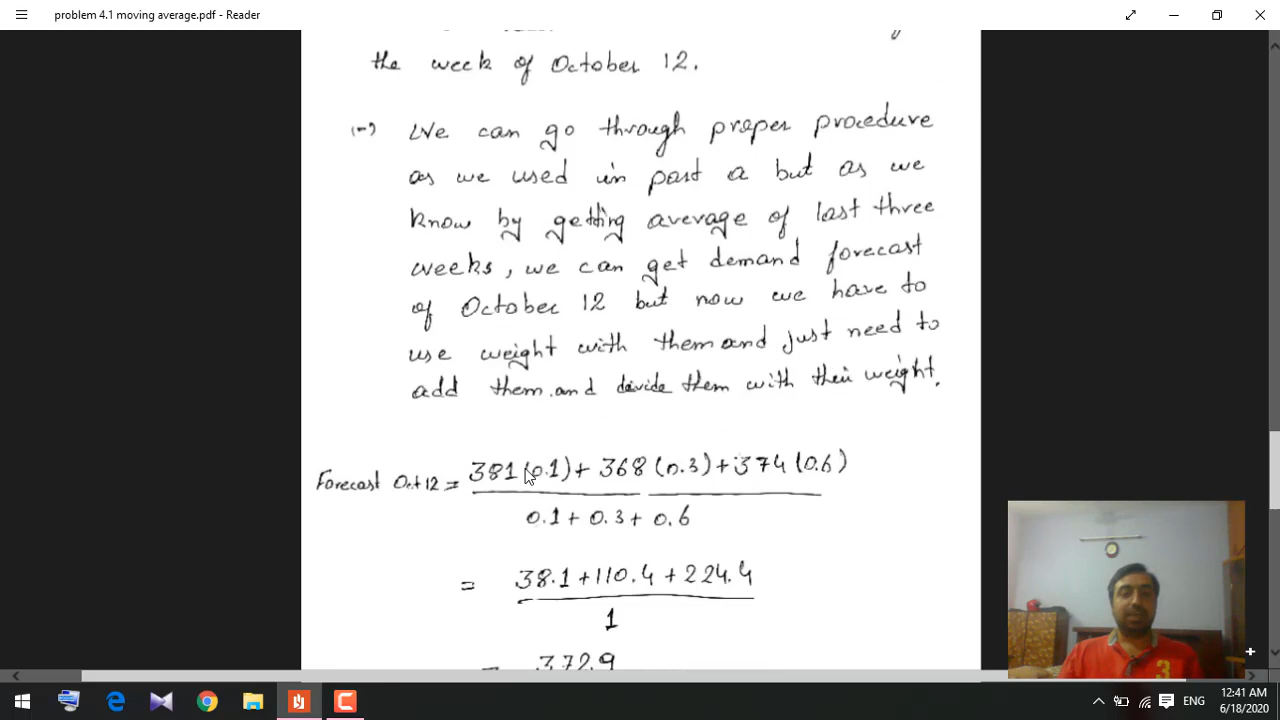 problem 4.1 moving average.pdf - Reader
the week of October 12.
(-) We can go through proper procedure
as we used in part a but as we
know by getting average of last three
weeks, we can get demand forecast
of October 12 but now we have to
use weight with them and just need to
add them. and devide them with their weight.
Forecast Oct 12 = 381(0.1) + 368 (0.3) + 374 (0.6)
0.1 + 0.3 + 0.6
= 38.1 + 110.4 + 224.4
1
= 372.9
3
ENG
12:41 AM
6/18/2020